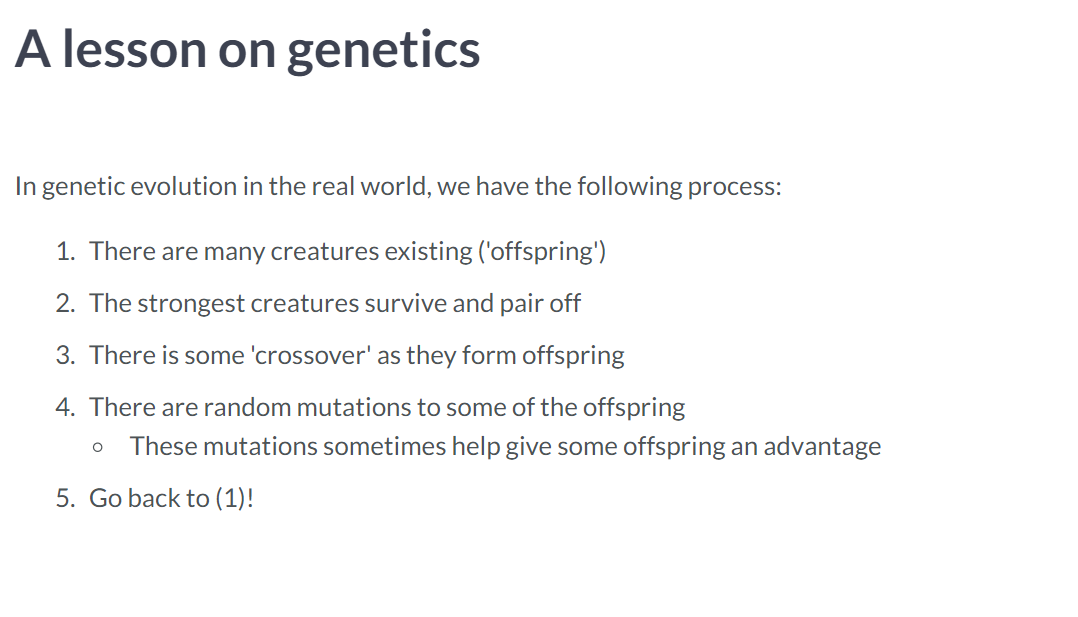 A lesson on genetics
In genetic evolution in the real world, we have the following process:
1. There are many creatures existing ('offspring')
2. The strongest creatures survive and pair off
3. There is some 'crossover' as they form offspring
4. There are random mutations to some of the offspring
○ These mutations sometimes help give some offspring an advantage
5. Go back to (1)!